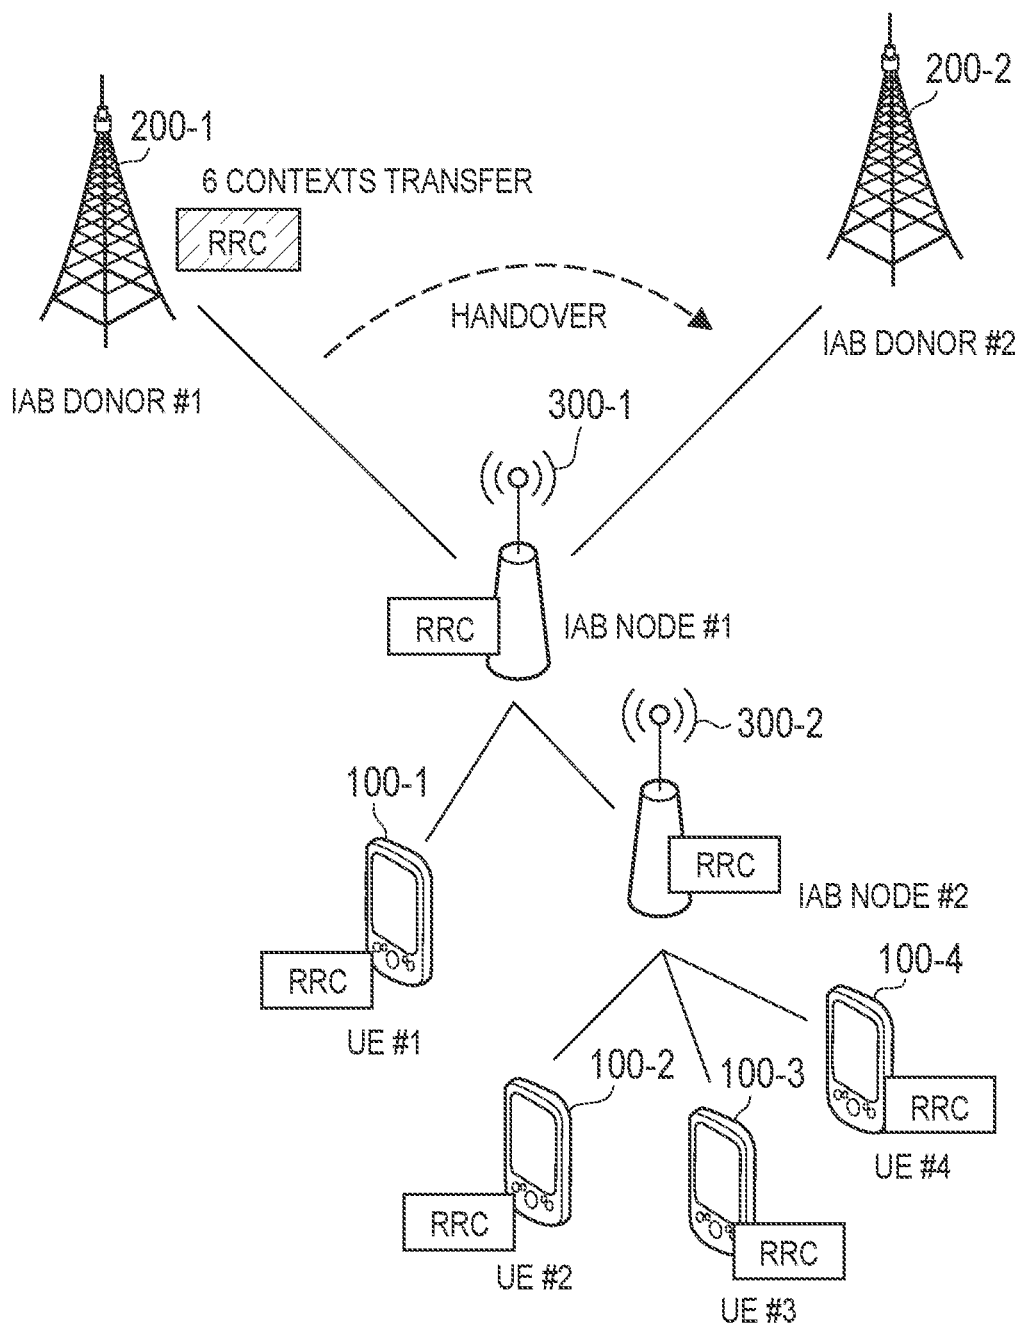 200-2
200-1
6 CONTEXTS TRANSFER
RRC
HANDOVER
IAB DONOR #2
IAB DONOR #1
300-1
RRC
IAB NODE #1
300-2
100-1
RRC
IAB NODE #2
RRC
100-4
UE #1
100-2
100-3
RRC
UE #4
RRC
RRC
UE #2
UE #3